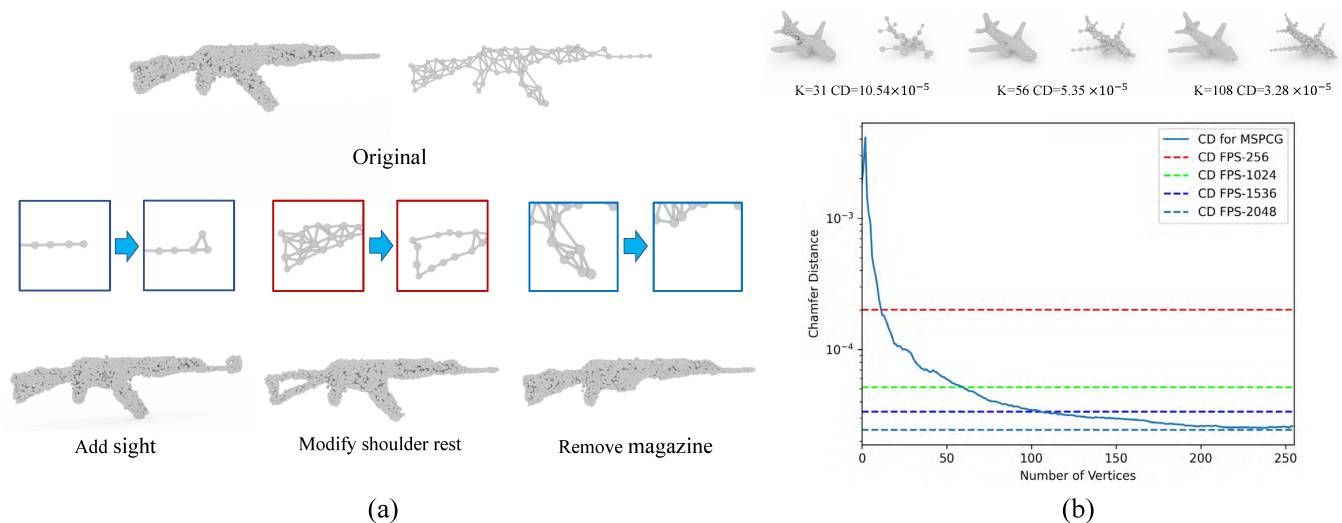 Original
Add sight
Modify shoulder rest
Remove magazine
(a)
K=31 CD=10.54×10⁻⁵
K=56 CD=5.35 ×10⁻⁵
K=108 CD=3.28 ×10⁻⁵
CD for MSPCG
CD FPS-256
CD FPS-1024
CD FPS-1536
CD FPS-2048
Chamfer Distance
10⁻³
10⁻⁴
0 50 100 150 200 250
Number of Vertices
(b)